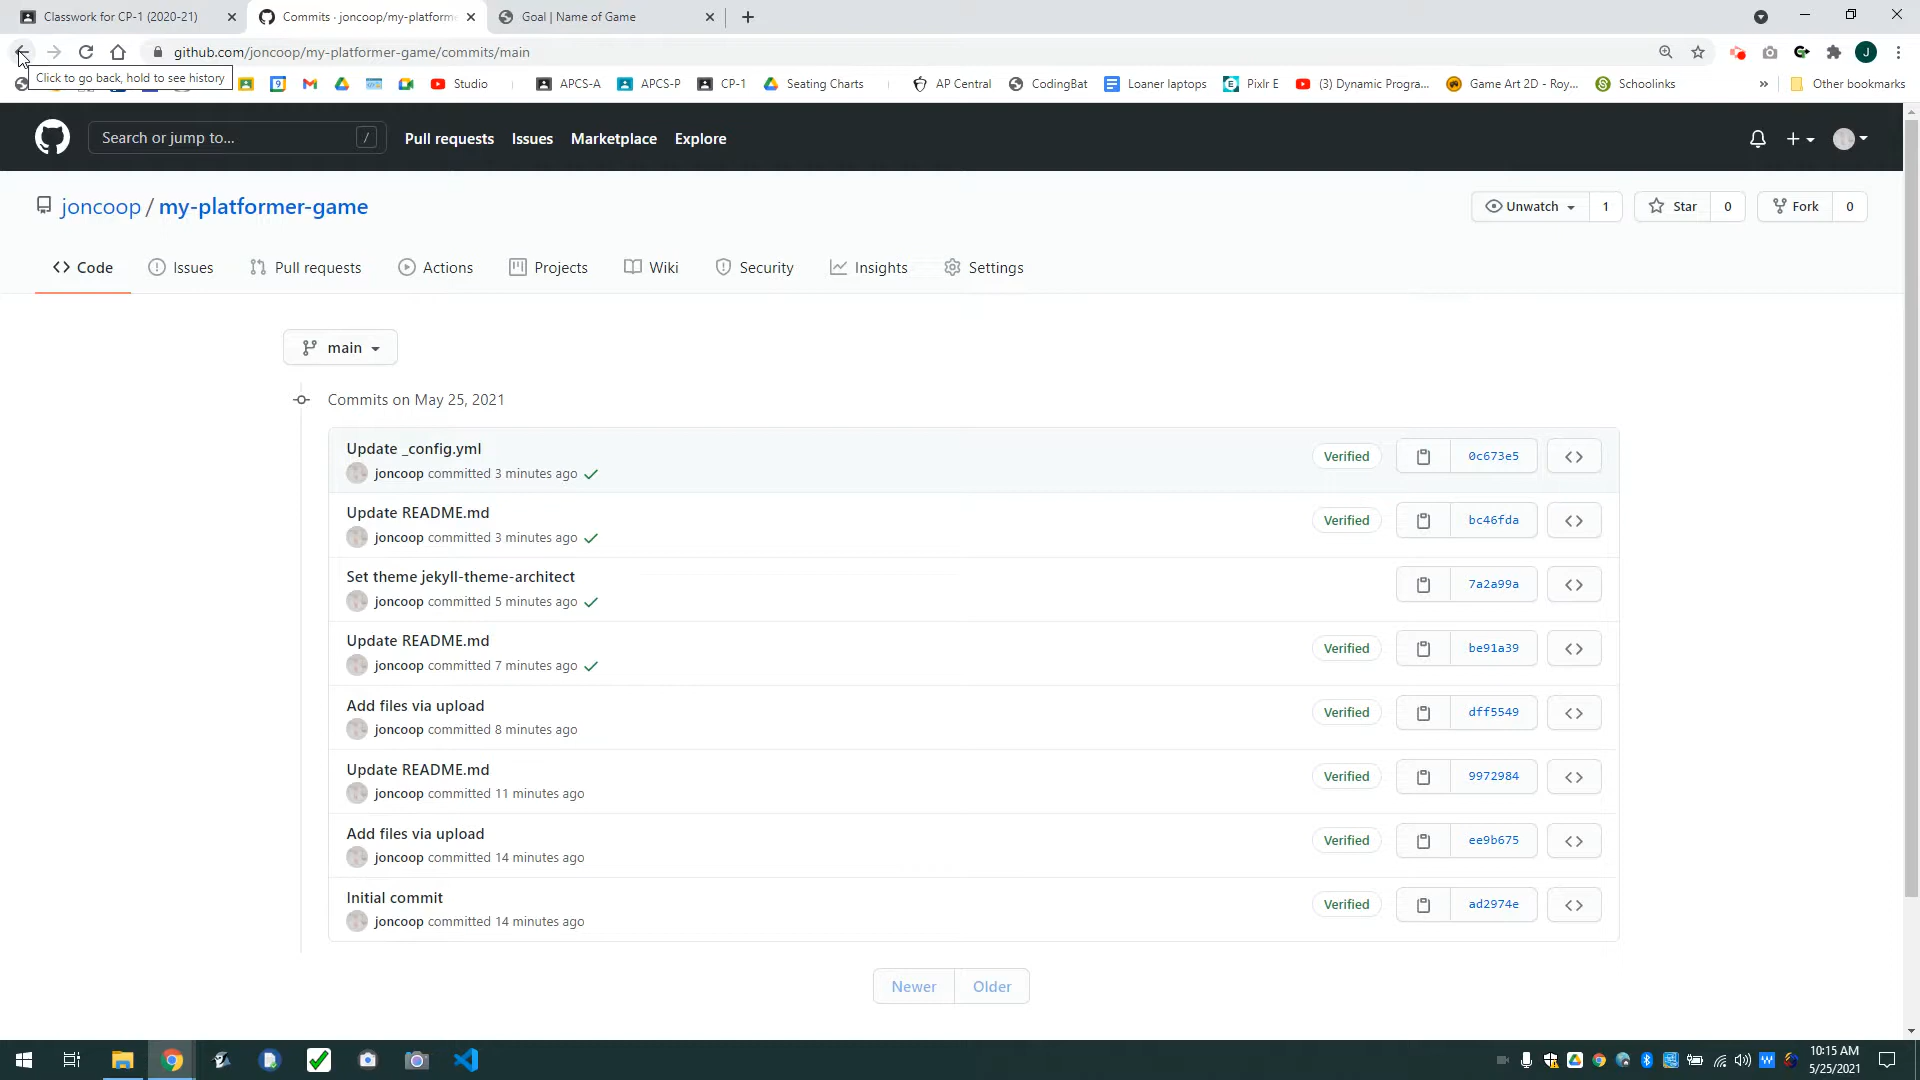 Classwork for CP-1 (2020-21)
Commits · joncoop/my-platforme
Goal | Name of Game
github.com/joncoop/my-platformer-game/commits/main
J
Click to go back, hold to see history
9
Studio
APCS-A
APCS-P
CP-1
Seating Charts
AP Central
CodingBat
Loaner laptops
Pixlr E
(3) Dynamic Progra...
Game Art 2D - Roy,...
Schoolinks
»
Other bookmarks
Search or jump to...
/
Pull requests
Issues
Marketplace
Explore
joncoop / my-platformer-game
Unwatch
1
Star
0
Fork
0
Code
Issues
Pull requests
Actions
Projects
Wiki
Security
Insights
Settings
main
Commits on May 25, 2021
Update _config.yml
joncoop committed 3 minutes ago
Verified
0c673e5
Update README.md
joncoop committed 3 minutes ago
Verified
bc46fda
Set theme jekyll-theme-architect
joncoop committed 5 minutes ago
7a2a99a
Update README.md
joncoop committed 7 minutes ago
Verified
be91a39
Add files via upload
joncoop committed 8 minutes ago
Verified
dff5549
Update README.md
joncoop committed 11 minutes ago
Verified
9972984
Add files via upload
joncoop committed 14 minutes ago
Verified
ee9b675
Initial commit
joncoop committed 14 minutes ago
Verified
ad2974e
Newer
Older
10:15 AM
5/25/2021